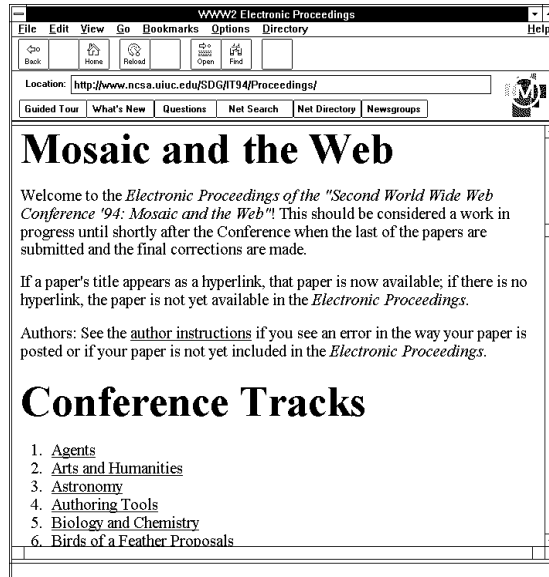 WWW2 Electronic Proceedings
File Edit View Go Bookmarks Options Directory Help
Back Home Reload Open Find
Location: http://www.ncsa.uiuc.edu/SDG/IT94/Proceedings/
Guided Tour What's New Questions Net Search Net Directory Newsgroups
Mosaic and the Web
Welcome to the Electronic Proceedings of the "Second World Wide Web
Conference '94: Mosaic and the Web"! This should be considered a work in
progress until shortly after the Conference when the last of the papers are
submitted and the final corrections are made.
If a paper's title appears as a hyperlink, that paper is now available; if there is no
hyperlink, the paper is not yet available in the Electronic Proceedings.
Authors: See the author instructions if you see an error in the way your paper is
posted or if your paper is not yet included in the Electronic Proceedings.
Conference Tracks
1. Agents
2. Arts and Humanities
3. Astronomy
4. Authoring Tools
5. Biology and Chemistry
6. Birds of a Feather Proposals